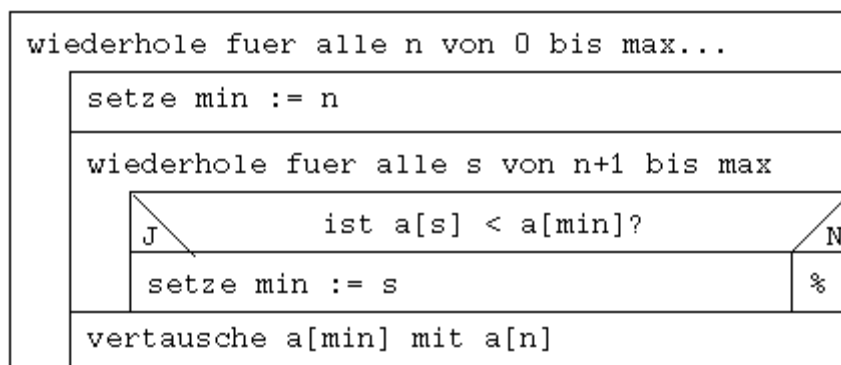 wiederhole fuer alle n von 0 bis max...
setze min := n
wiederhole fuer alle s von n+1 bis max
ist a[s] < a[min]?
J N
setze min := s %
vertausche a[min] mit a[n]